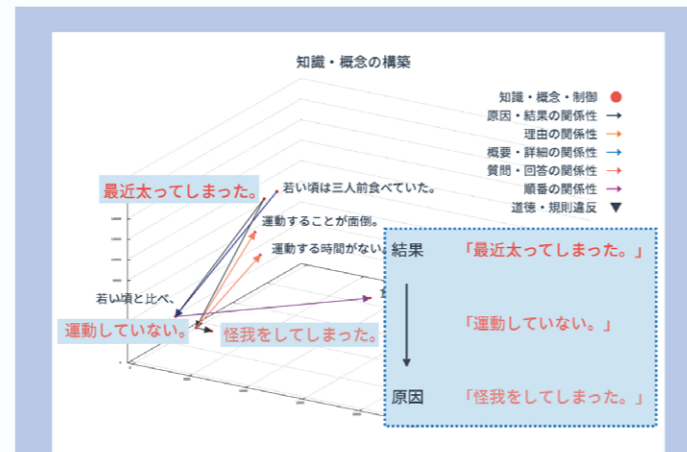 知識・概念の構築
知識・概念・制御
原因・結果の関係性
理由の関係性
概要・詳細の関係性
質問・回答の関係性
順番の関係性
道徳・規則違反
最近太ってしまった。
若い頃は三人前食べていた。
運動することが面倒。
運動する時間がない。
若い頃と比べ、
運動していない。
怪我をしてしまった。
結果 「最近太ってしまった。」
「運動していない。」
原因 「怪我をしてしまった。」